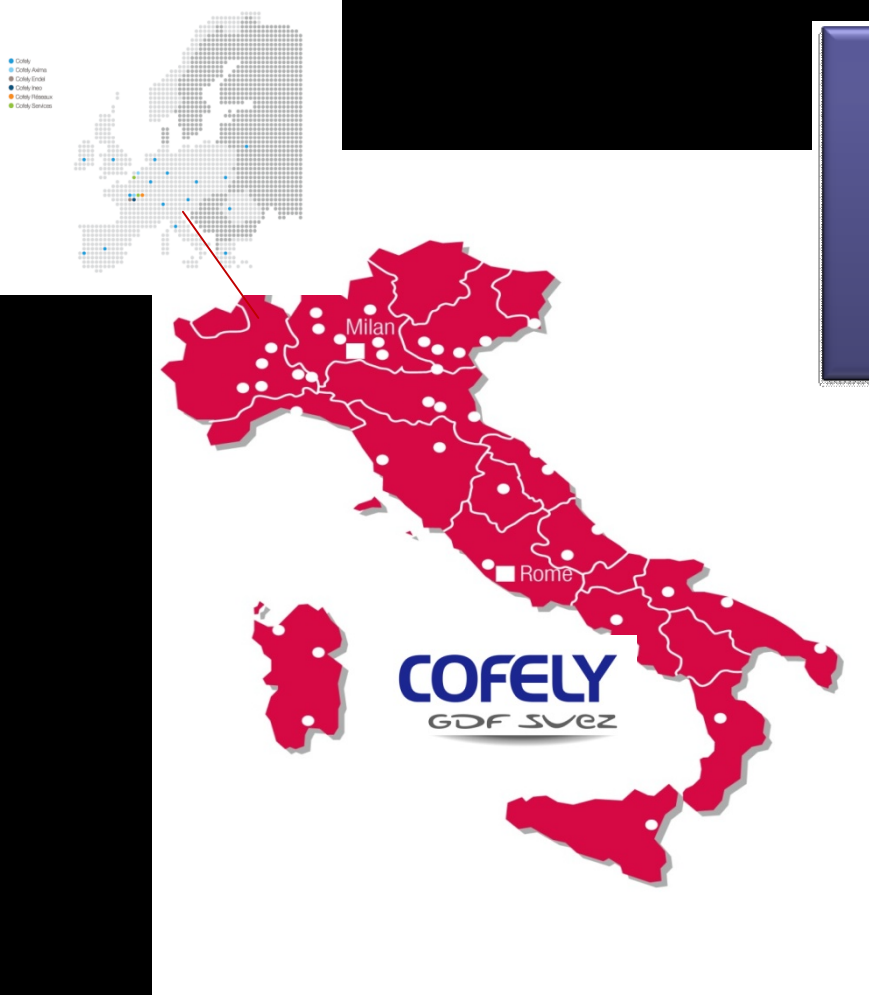 Cofely
Cofely Axima
Cofely Endel
Cofely Ineo
Cofely Réseaux
Cofely Services
Milan
Rome
COFELY
GDF SUEZ